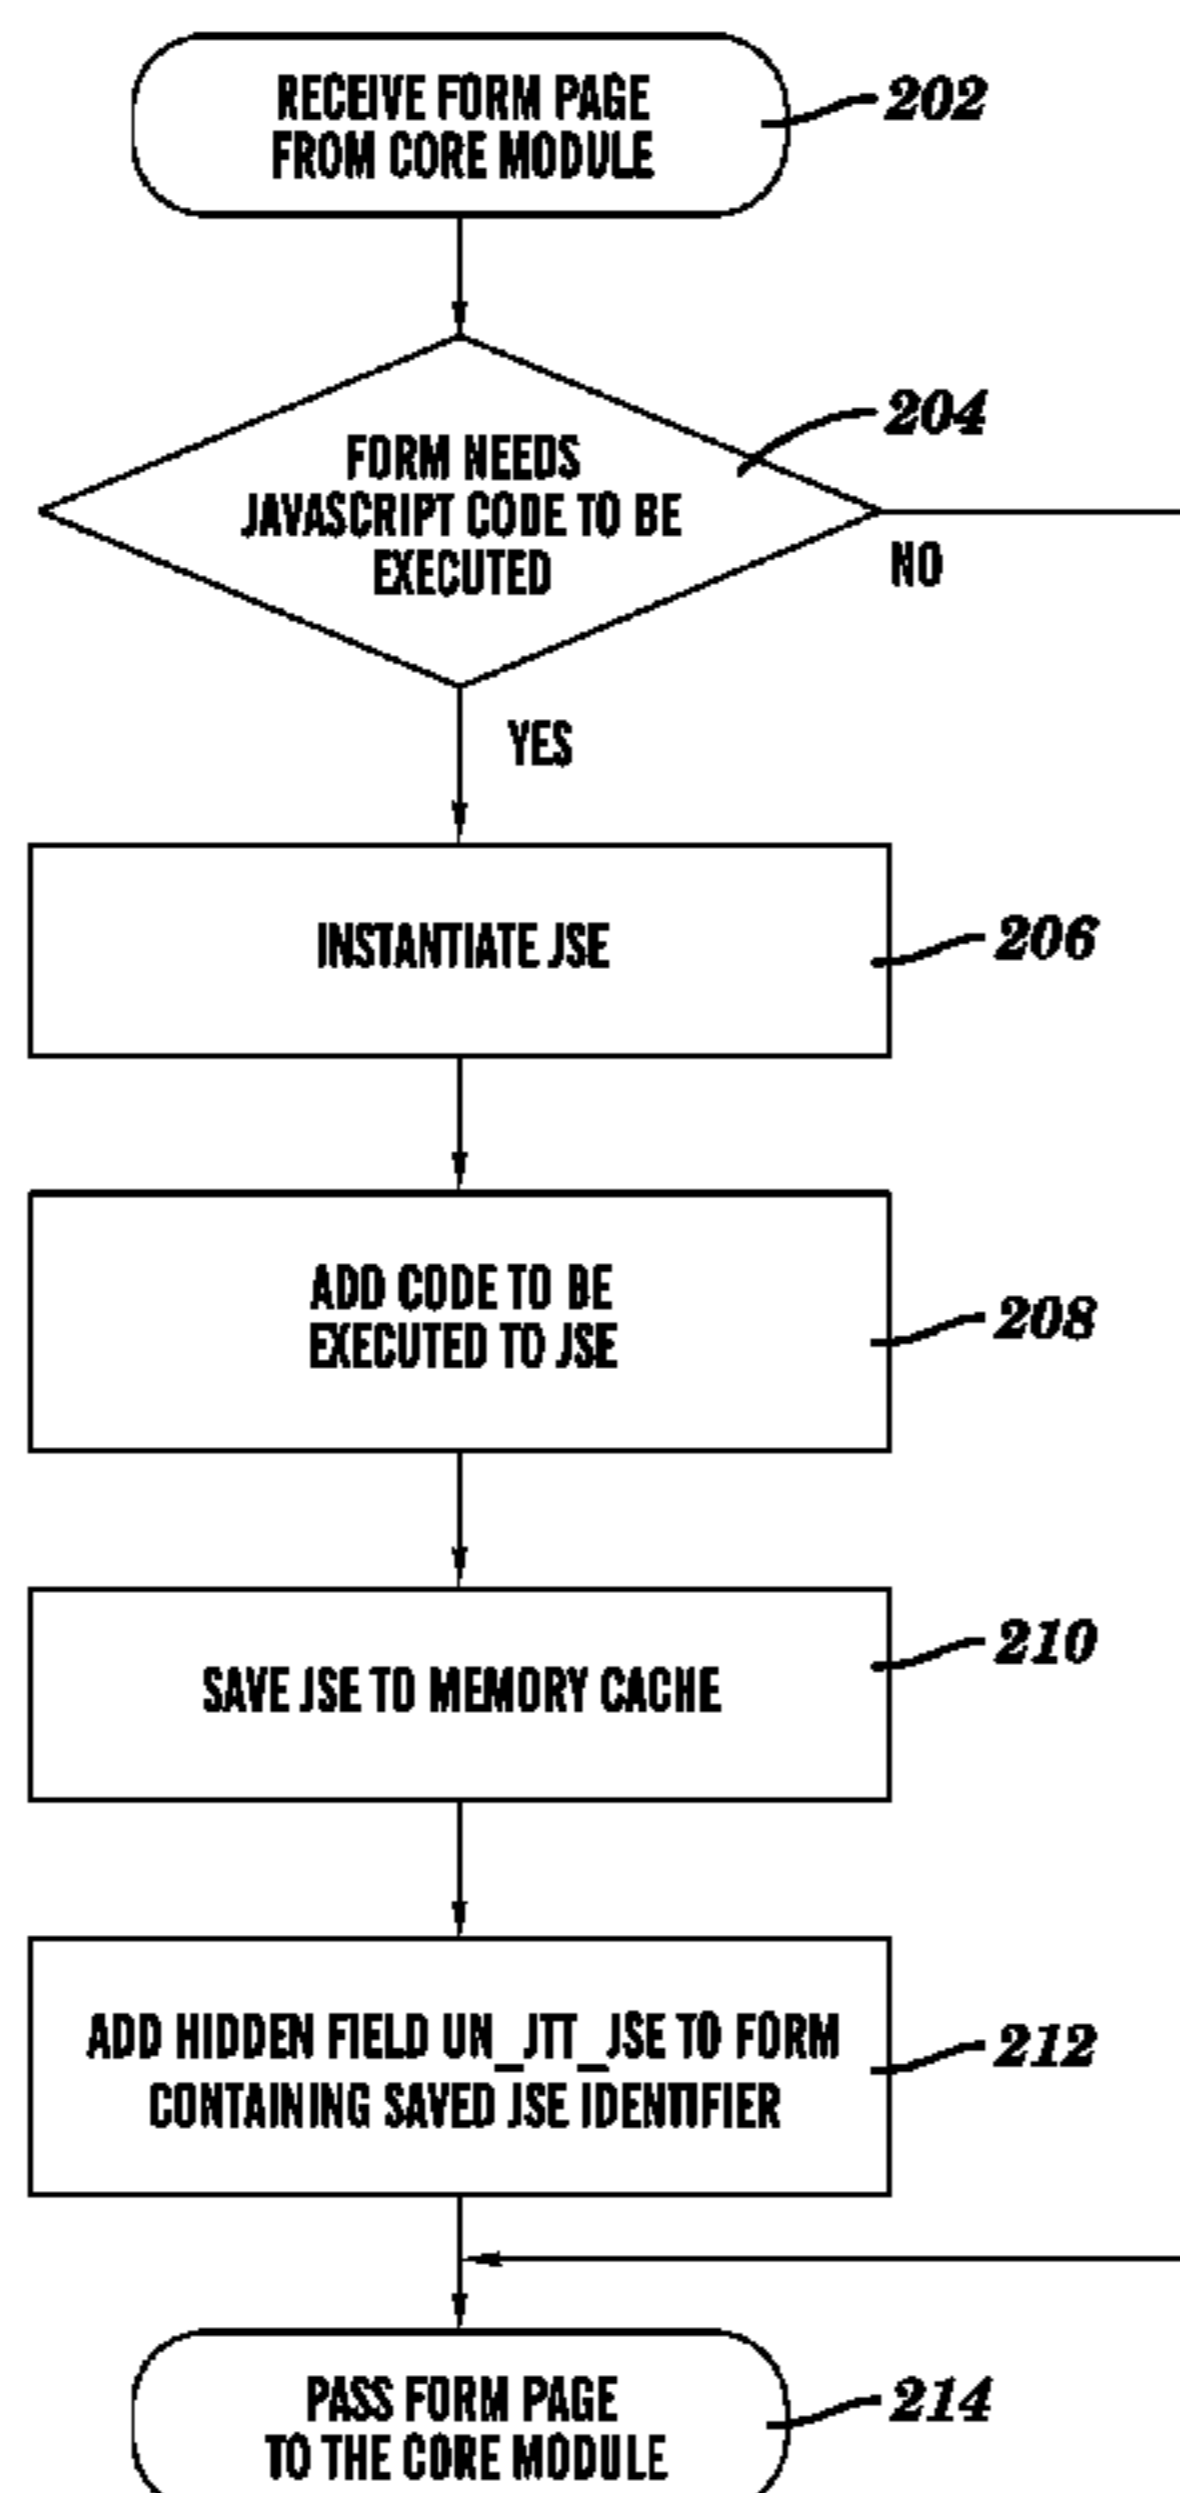 RECEIVE FORM PAGE
FROM CORE MODULE
202
FORM NEEDS
JAVASCRIPT CODE TO BE
EXECUTED
204
NO
YES
INSTANTIATE JSE
206
ADD CODE TO BE
EXECUTED TO JSE
208
SAVE JSE TO MEMORY CACHE
210
ADD HIDDEN FIELD UN_JTT_JSE TO FORM
CONTAINING SAVED JSE IDENTIFIER
212
PASS FORM PAGE
TO THE CORE MODULE
214